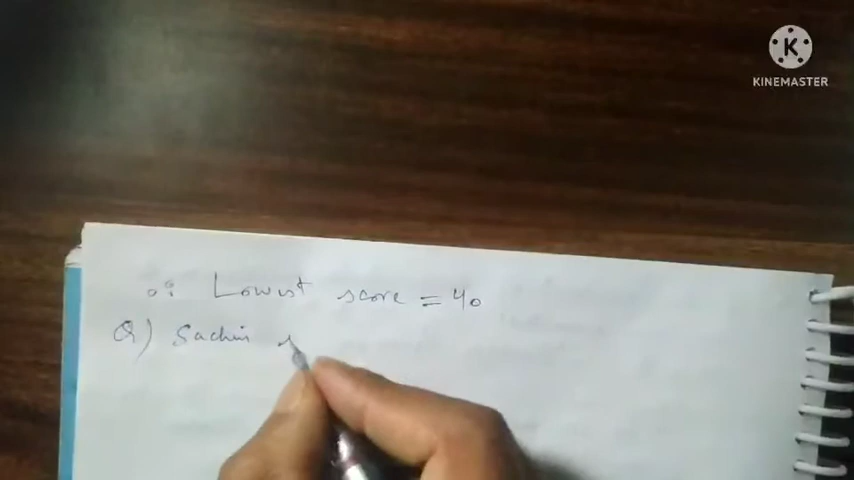 K
KINEMASTER
∴ Lowest score = 40
Q) Sachin